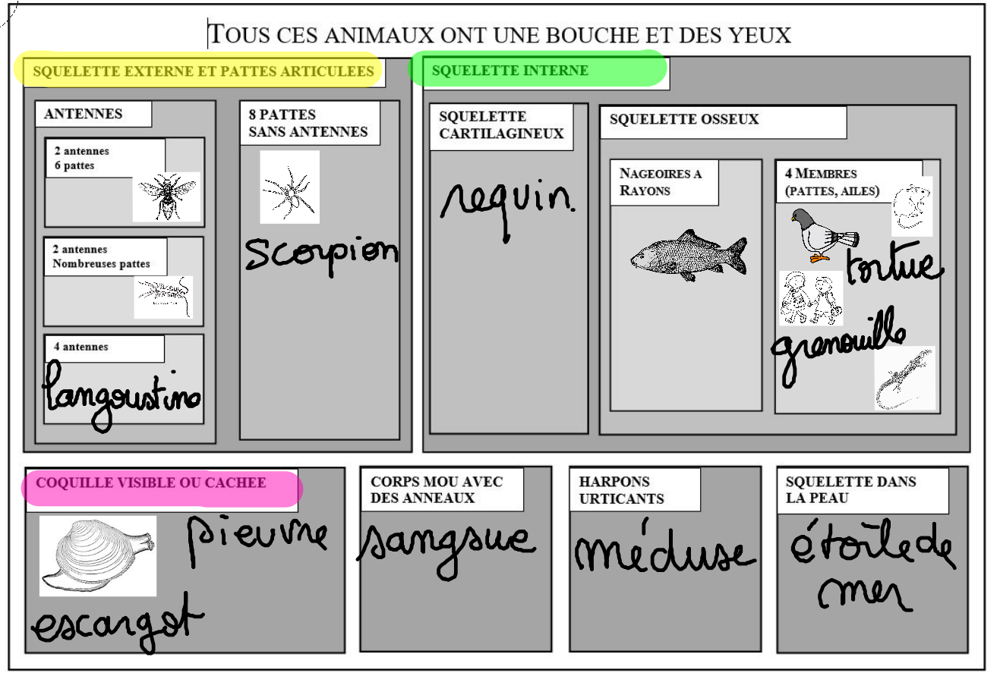 TOUS CES ANIMAUX ONT UNE BOUCHE ET DES YEUX
SQUELETTE EXTERNE ET PATTES ARTICULEES
ANTENNES
2 antennes
6 pattes
2 antennes
Nombreuses pattes
4 antennes
langoustine
8 PATTES
SANS ANTENNES
scorpion
SQUELETTE INTERNE
SQUELETTE
CARTILAGINEUX
requin.
SQUELETTE OSSEUX
NAGEOIRES A
RAYONS
4 MEMBRES
(PATTES, AILES)
tortue
grenouille
COQUILLE VISIBLE OU CACHEE
pieuvre
escargot
CORPS MOU AVEC
DES ANNEAUX
sangsue
HARPONS
URTICANTS
méduse
SQUELETTE DANS
LA PEAU
étoile de
mer